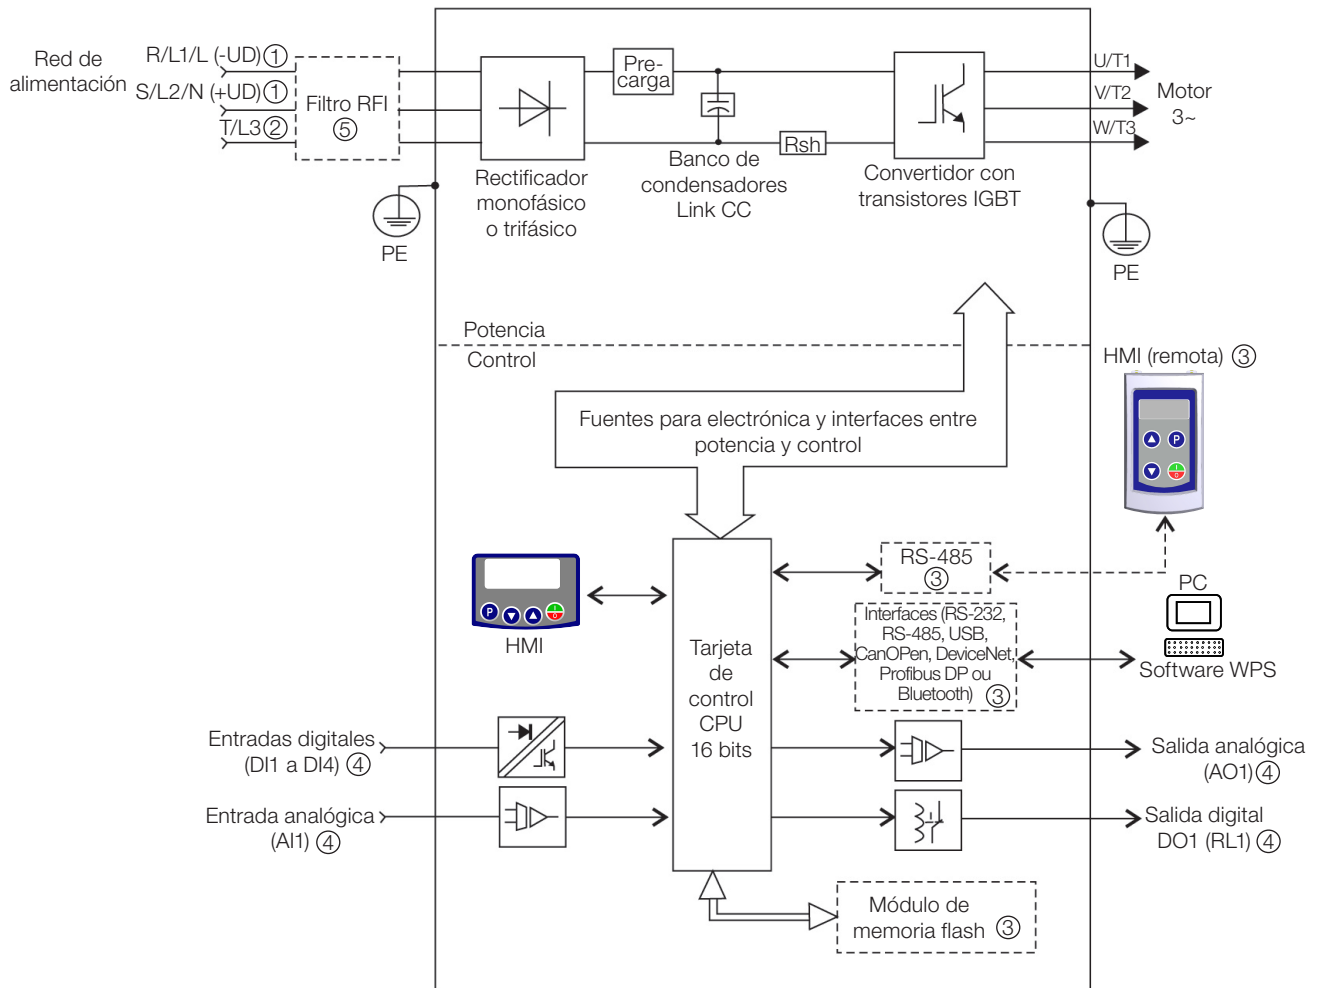 Red de
alimentación
R/L1/L (-UD)①
S/L2/N (+UD)①
T/L3②
Filtro RFI
⑤
PE
Rectificador
monofásico
o trifásico
Pre-
carga
Banco de
condensadores
Link CC
Rsh
Convertidor con
transistores IGBT
U/T1
V/T2
W/T3
Motor
3~
PE
Potencia
Control
Fuentes para electrónica y interfaces entre
potencia y control
HMI (remota) ③
P
I
0
P
I
0
HMI
Tarjeta
de
control
CPU
16 bits
RS-485
③
Interfaces (RS-232,
RS-485, USB,
CanOPen, DeviceNet,
Profibus DP ou
Bluetooth) ③
PC
Software WPS
Entradas digitales
(DI1 a DI4) ④
Entrada analógica
(AI1) ④
Salida analógica
(AO1)④
Salida digital
DO1 (RL1) ④
Módulo de
memoria flash ③